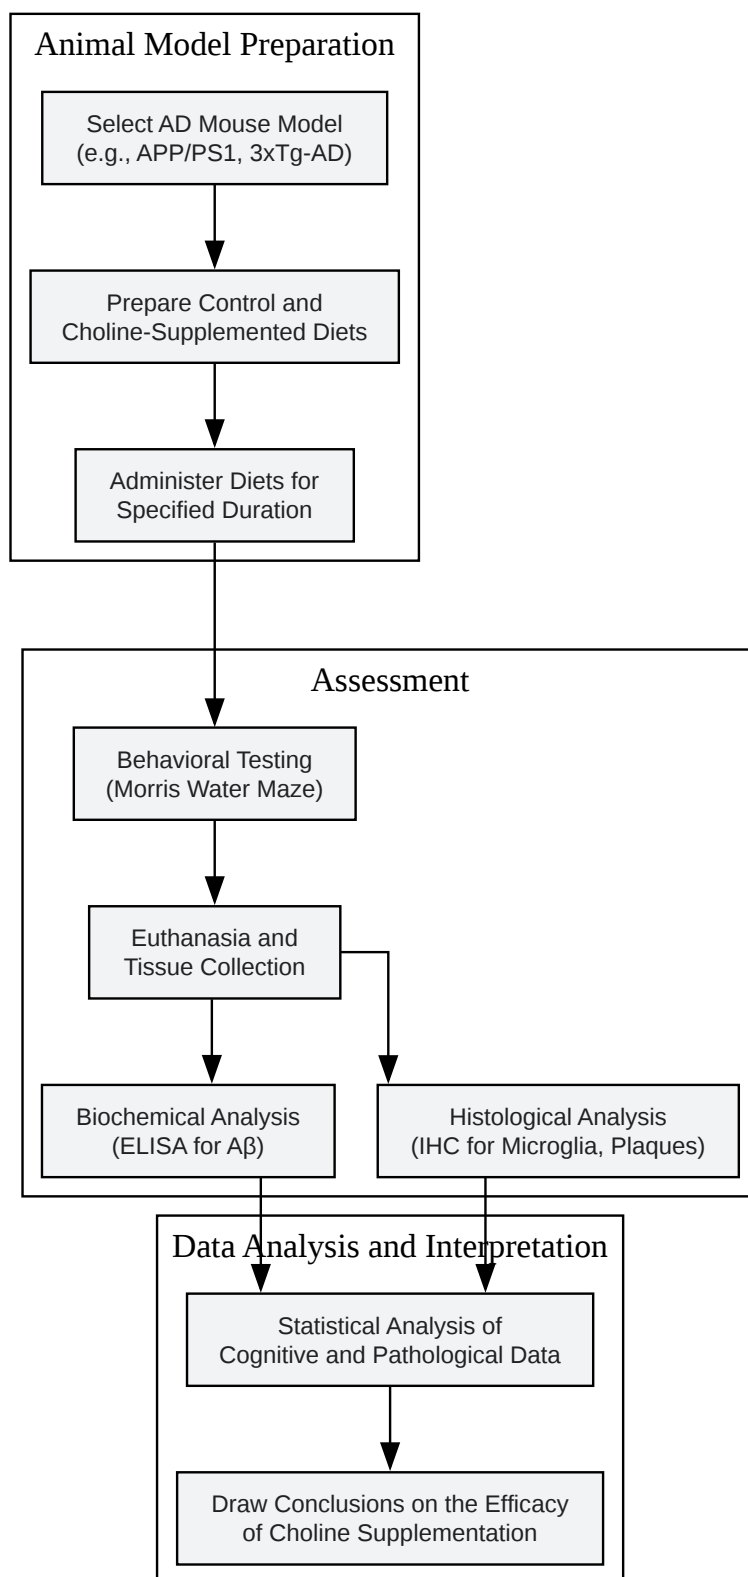 Animal Model Preparation
Select AD Mouse Model
(e.g., APP/PS1, 3xTg-AD)
Prepare Control and
Choline-Supplemented Diets
Administer Diets for
Specified Duration
Assessment
Behavioral Testing
(Morris Water Maze)
Euthanasia and
Tissue Collection
Biochemical Analysis
(ELISA for Aβ)
Histological Analysis
(IHC for Microglia, Plaques)
Data Analysis and Interpretation
Statistical Analysis of
Cognitive and Pathological Data
Draw Conclusions on the Efficacy
of Choline Supplementation